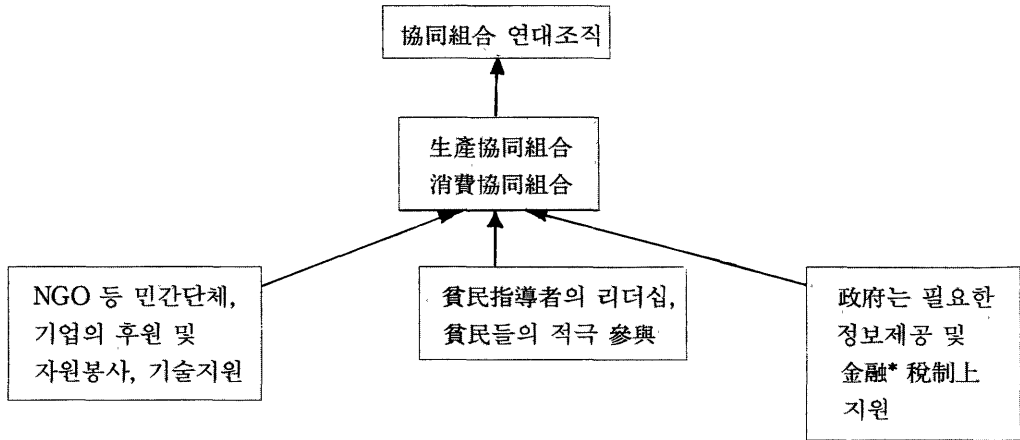 協同組合 연대조직
生産協同組合
消費協同組合
NGO 등 민간단체,
기업의 후원 및
자원봉사, 기술지원
貧民指導者의 리더십,
貧民들의 적극 參與
政府는 필요한
정보제공 및
金融* 稅制上
지원